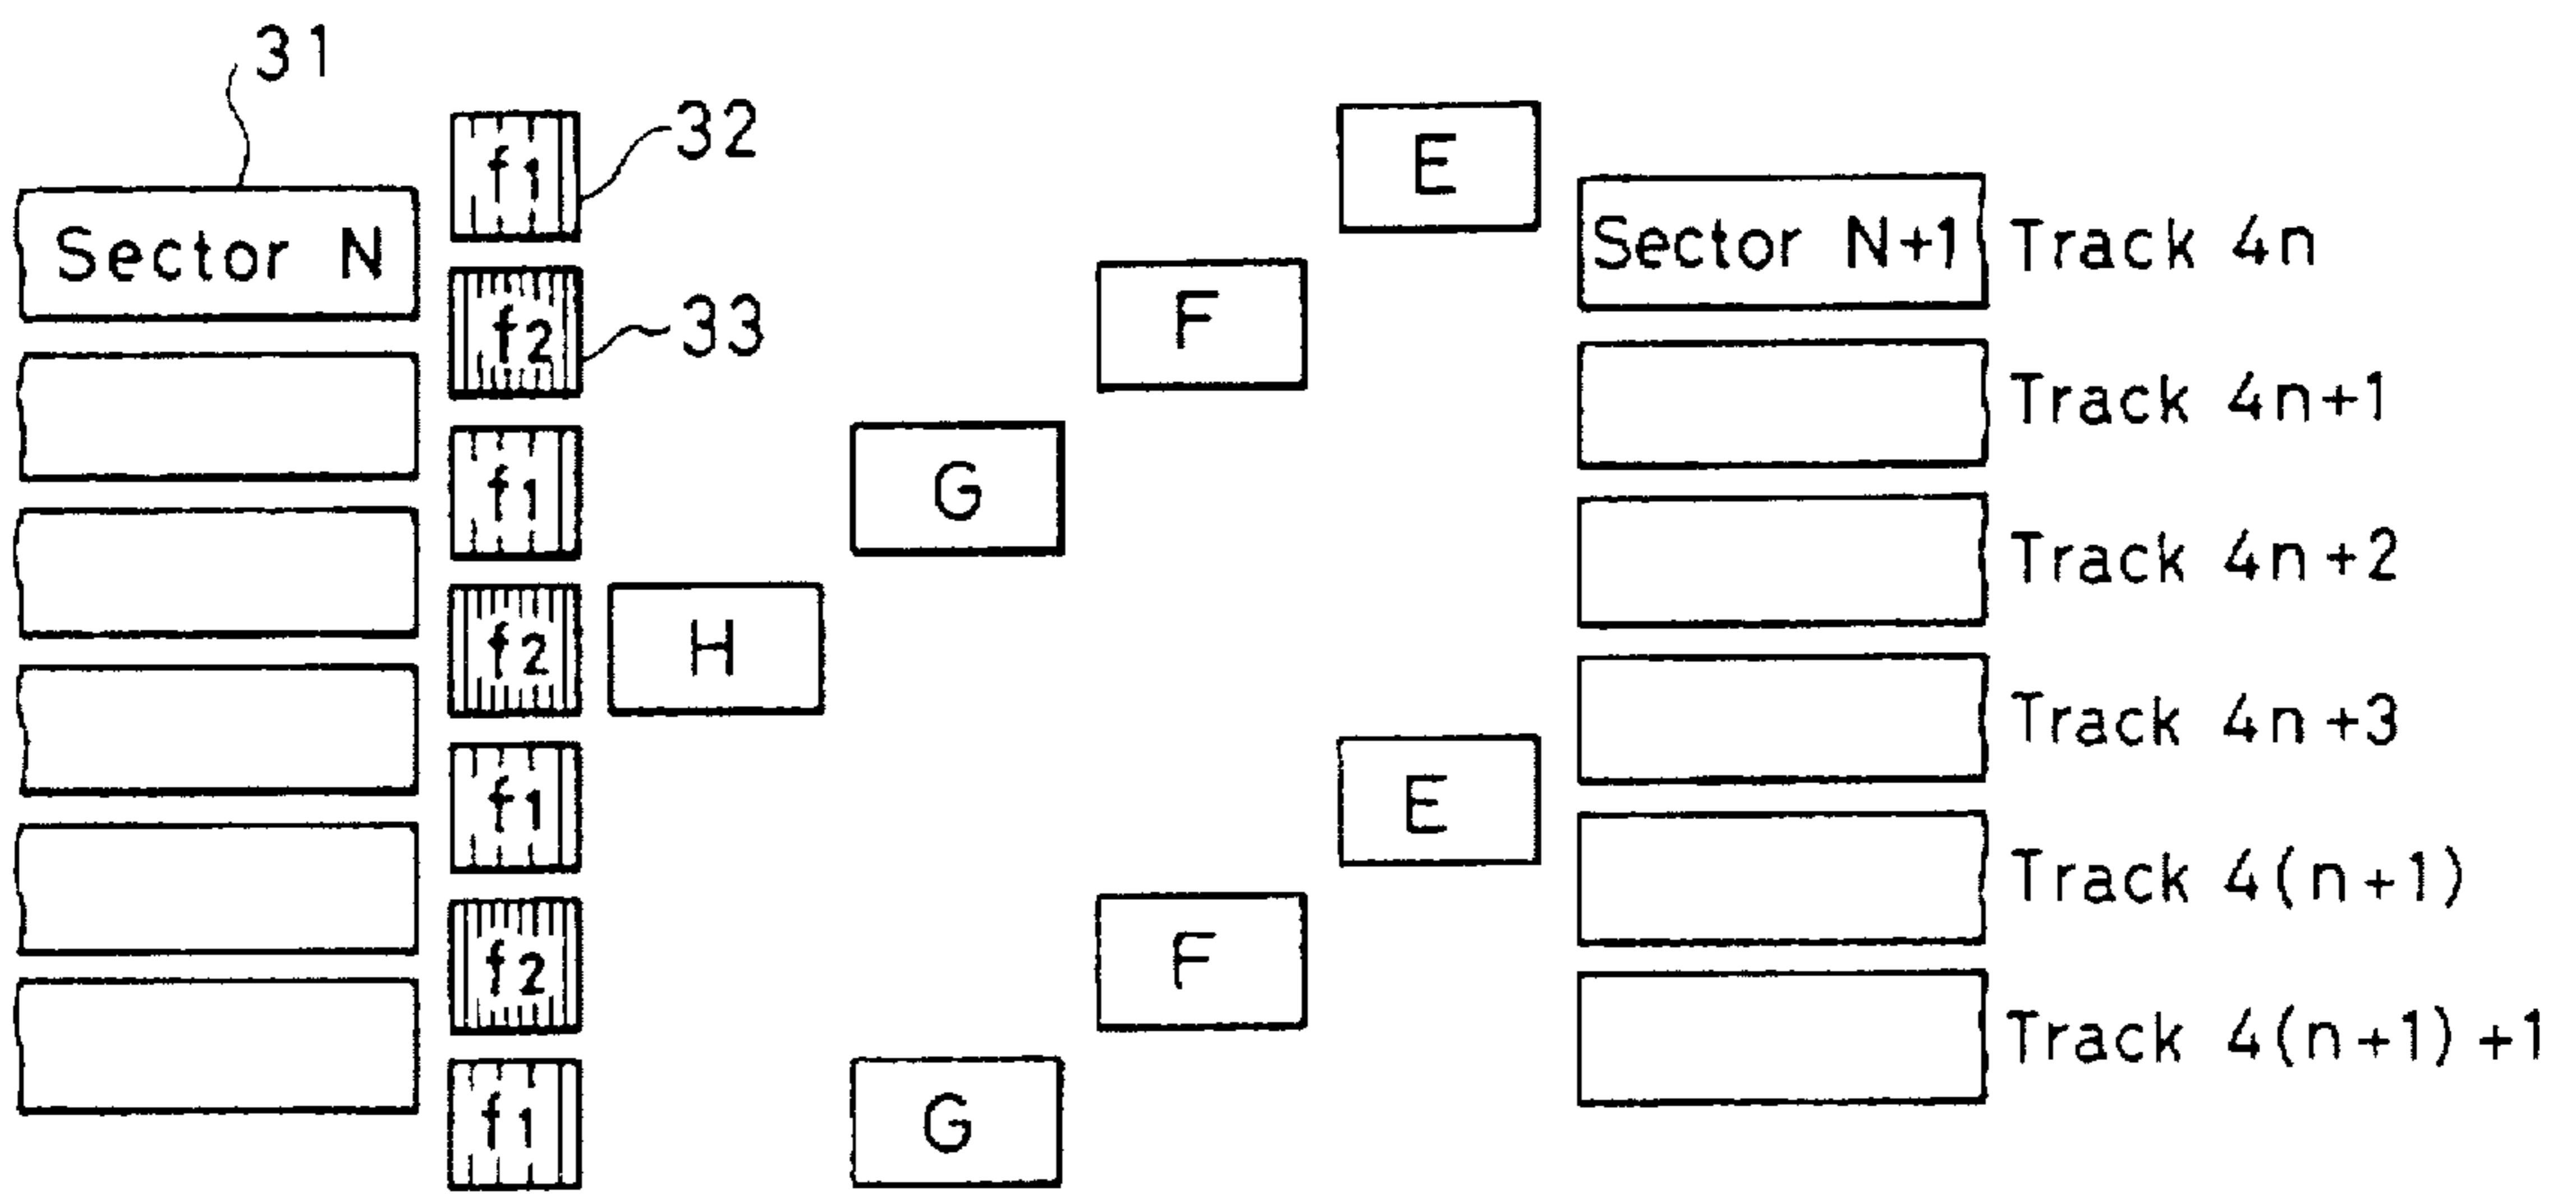 31
f1
32
E
Sector N
Sector N+1
Track 4n
f2
33
F
Track 4n+1
f1
G
Track 4n+2
f2
H
Track 4n+3
f1
E
Track 4(n+1)
f2
F
Track 4(n+1)+1
f1
G